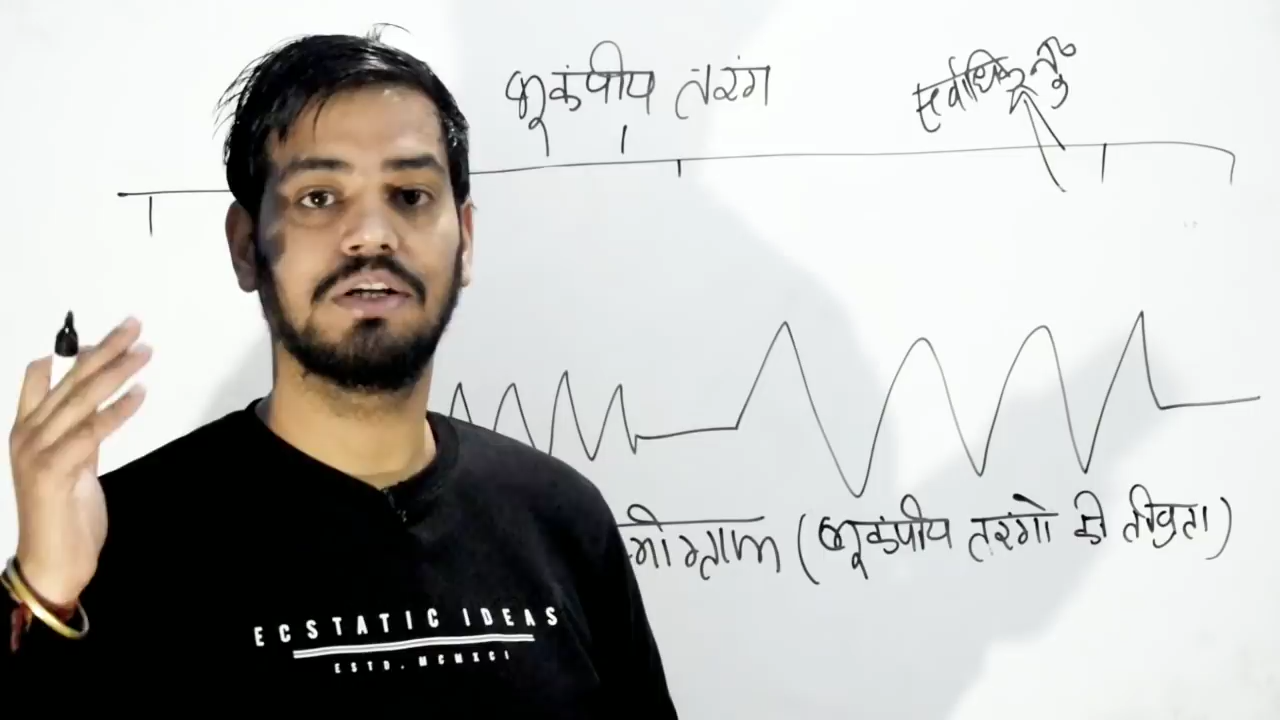 भूकंपीय तरंग
सर्वाधिक
मोग्राम (भूकंपीय तरंगो की तीव्रता)
ECSTATIC IDEAS
ESTD. MCMXCI